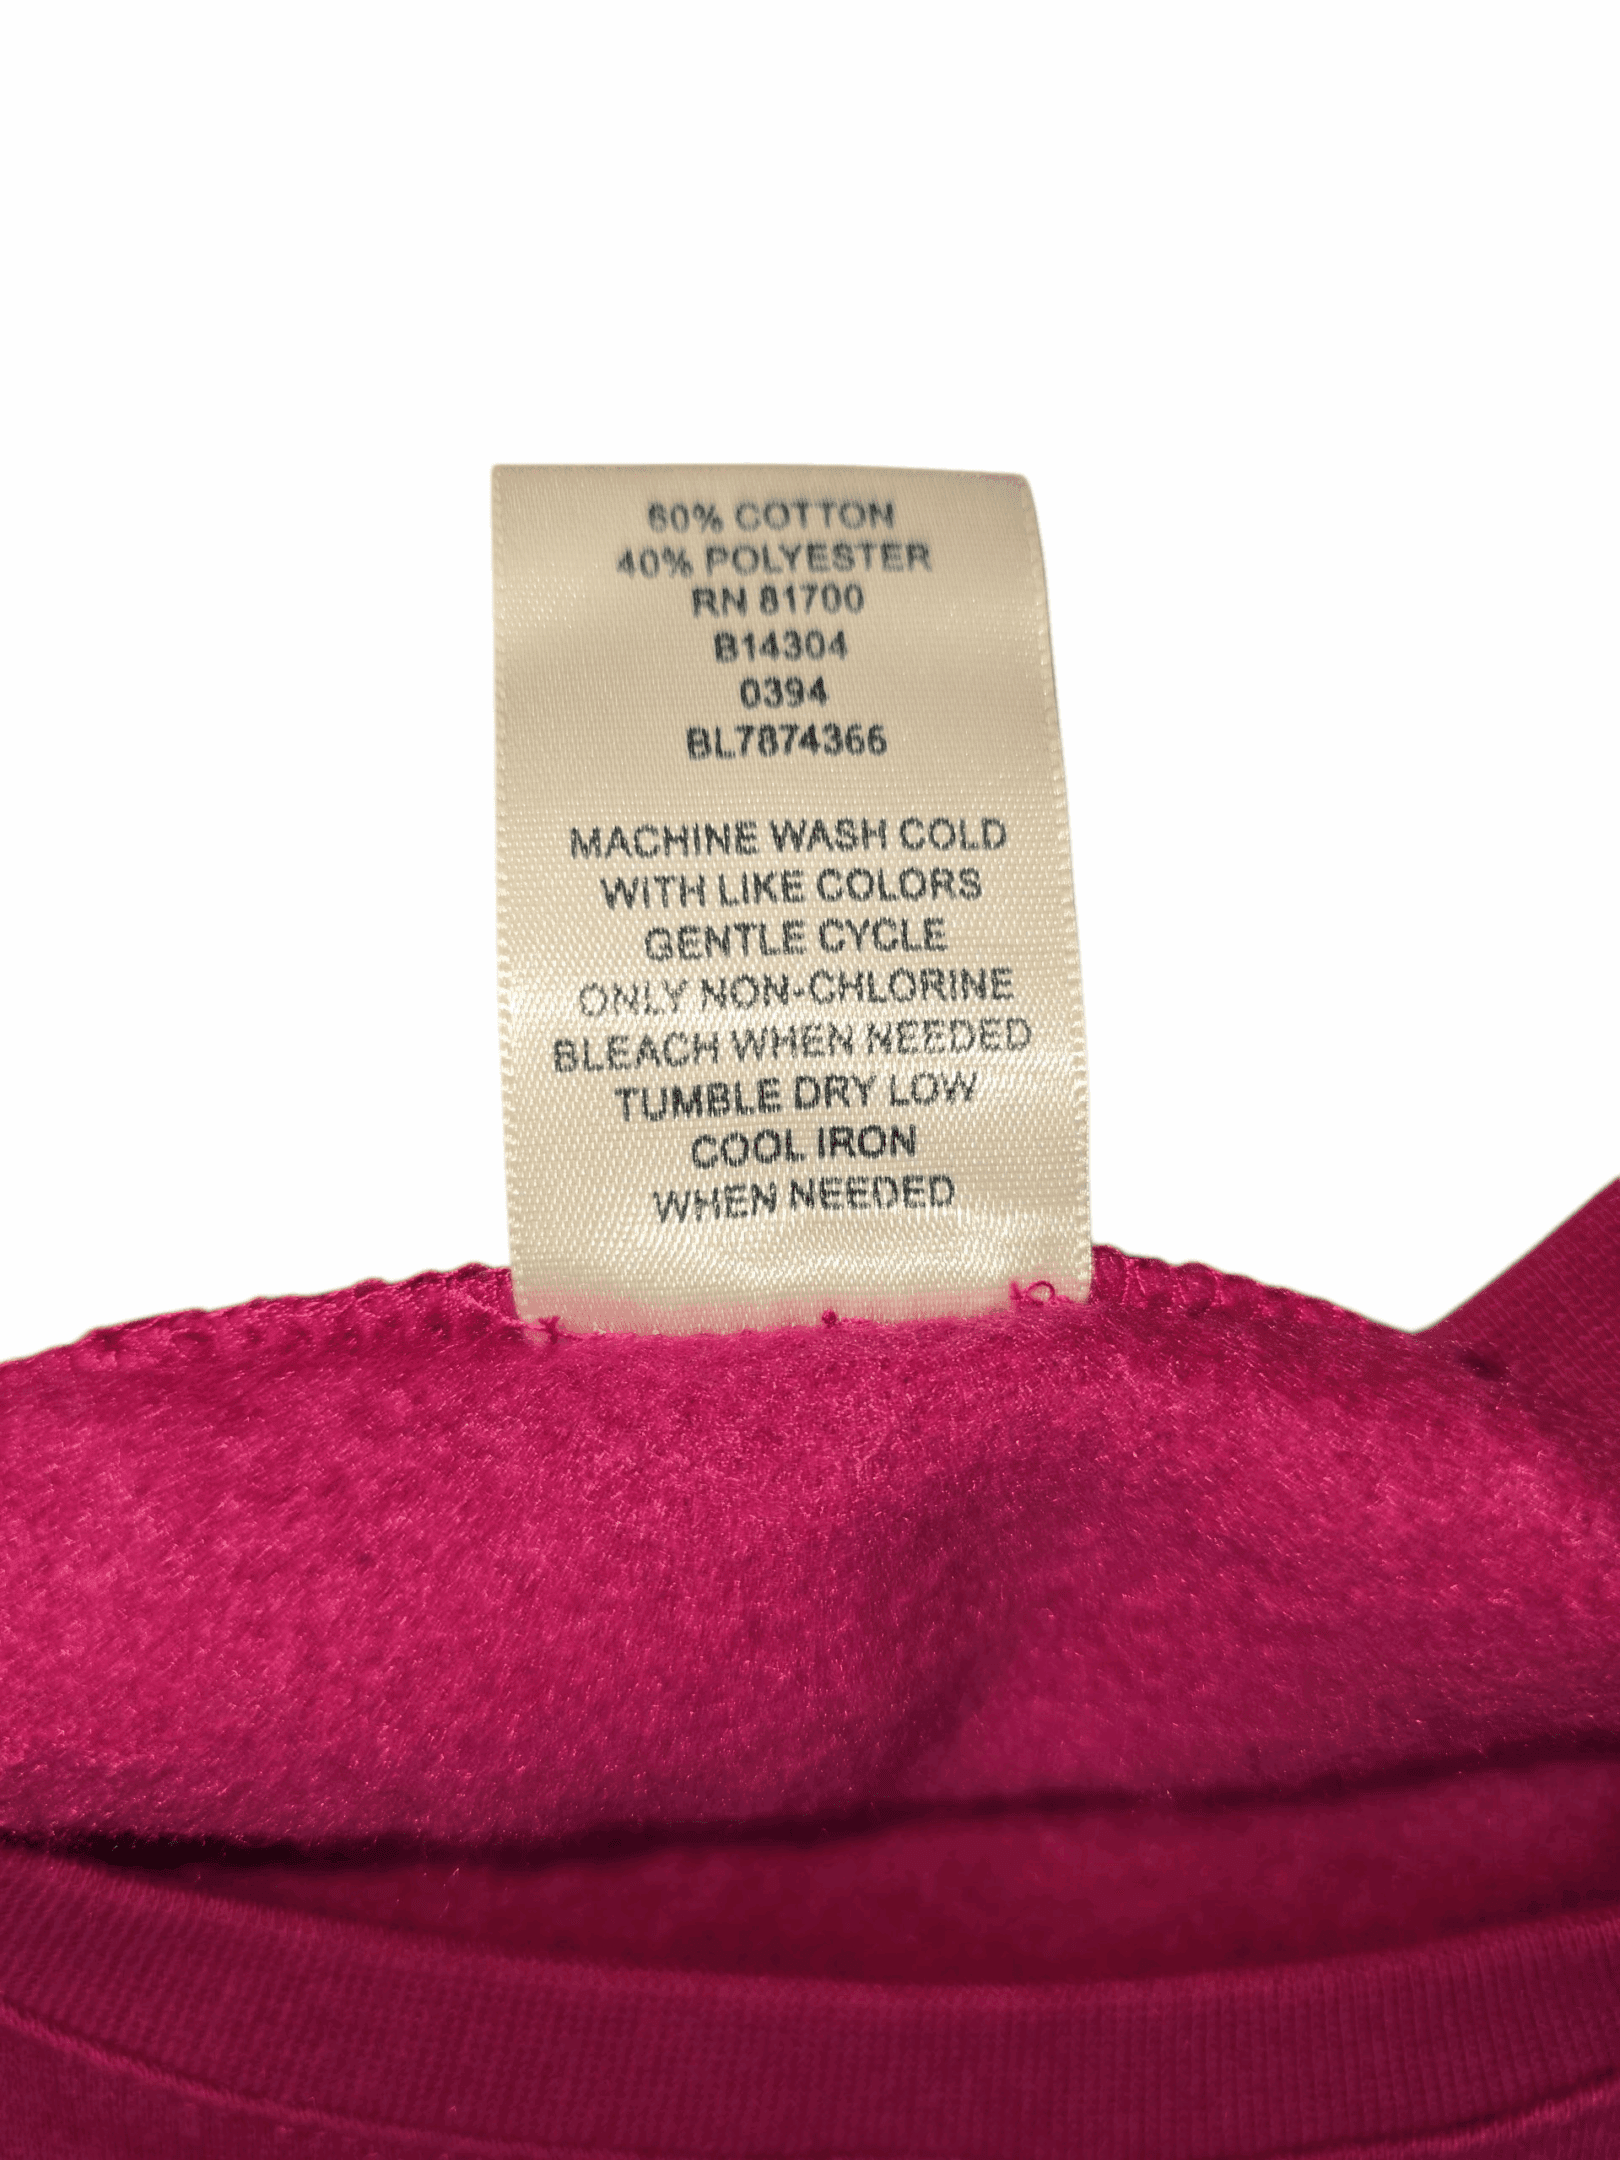 60% COTTON
40% POLYESTER
RN 81700
B14304
0394
BL7874366
MACHINE WASH COLD
WITH LIKE COLORS
GENTLE CYCLE
ONLY NON-CHLORINE
BLEACH WHEN NEEDED
TUMBLE DRY LOW
COOL IRON
WHEN NEEDED